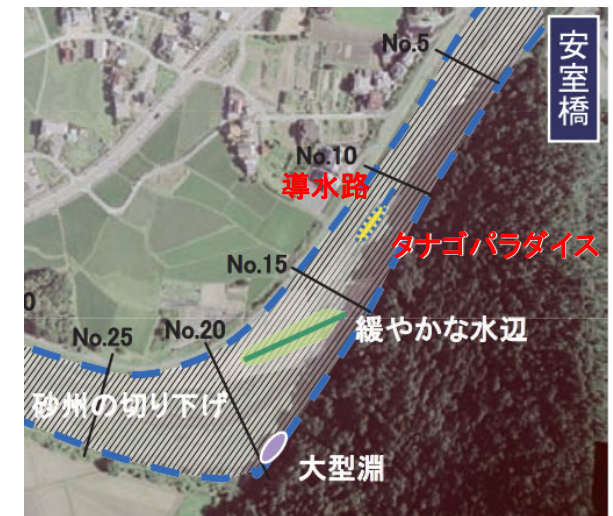 No.5
安室橋
No.10
導水路
タナゴパラダイス
No.15
緩やかな水辺
0
No.25
No.20
砂州の切り下げ
大型淵